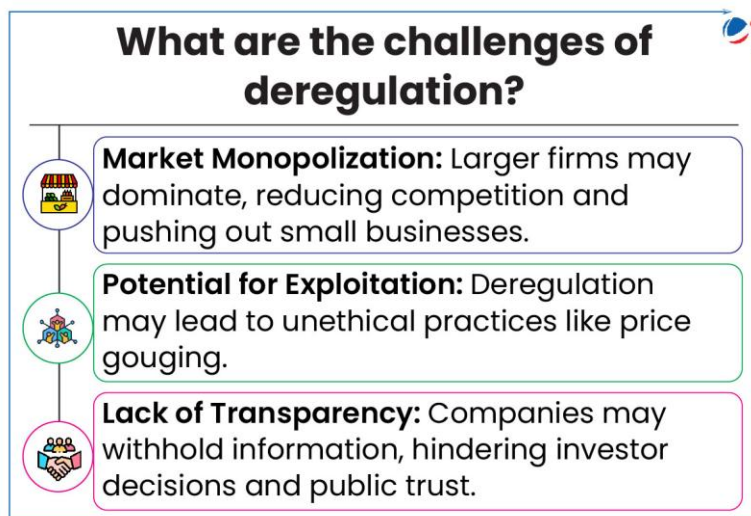 What are the challenges of
deregulation?
Market Monopolization: Larger firms may
dominate, reducing competition and
pushing out small businesses.
Potential for Exploitation: Deregulation
may lead to unethical practices like price
gouging.
Lack of Transparency: Companies may
withhold information, hindering investor
decisions and public trust.